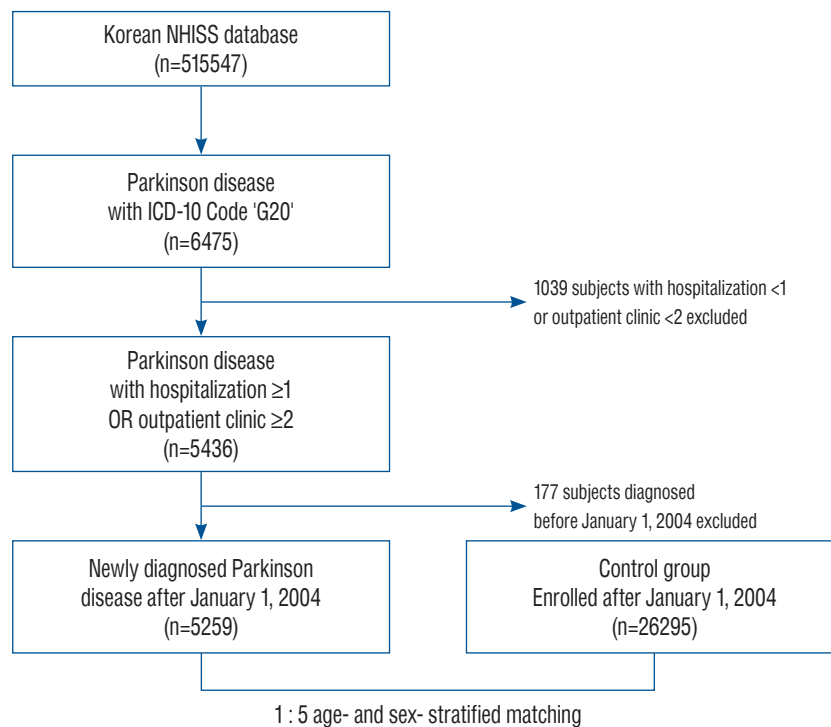 Korean NHISS database
(n=515547)
Parkinson disease
with ICD-10 Code 'G20'
(n=6475)
1039 subjects with hospitalization <1
or outpatient clinic <2 excluded
Parkinson disease
with hospitalization ≥1
OR outpatient clinic ≥2
(n=5436)
177 subjects diagnosed
before January 1, 2004 excluded
Newly diagnosed Parkinson
disease after January 1, 2004
(n=5259)
Control group
Enrolled after January 1, 2004
(n=26295)
1 : 5 age- and sex- stratified matching